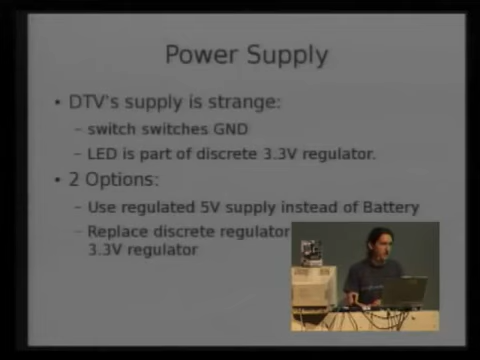 Power Supply
• DTV's supply is strange:
– switch switches GND
– LED is part of discrete 3.3V regulator.
• 2 Options:
– Use regulated 5V supply instead of Battery
– Replace discrete regulator
3.3V regulator